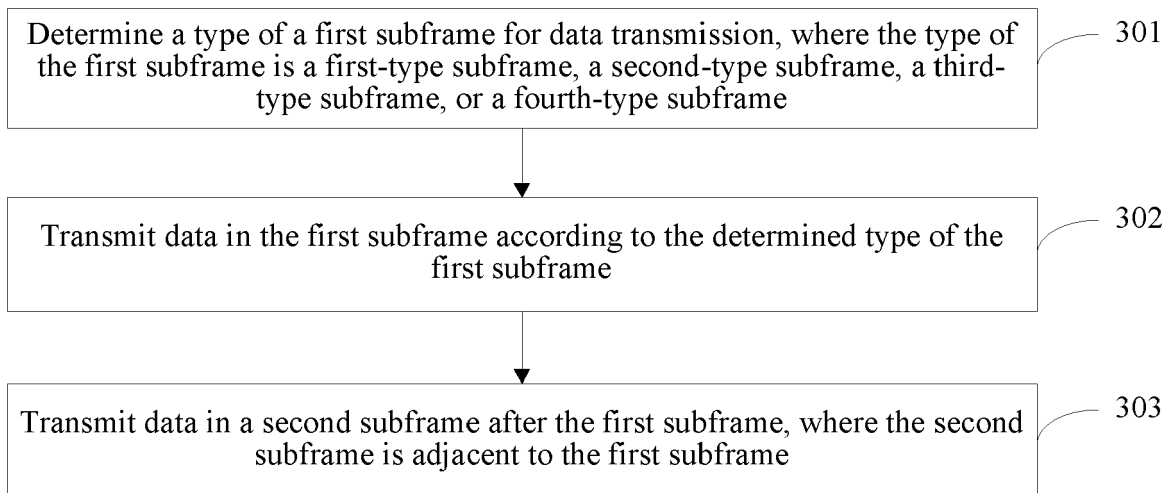 Determine a type of a first subframe for data transmission, where the type of
the first subframe is a first-type subframe, a second-type subframe, a third-
type subframe, or a fourth-type subframe
301
Transmit data in the first subframe according to the determined type of the
first subframe
302
Transmit data in a second subframe after the first subframe, where the second
subframe is adjacent to the first subframe
303